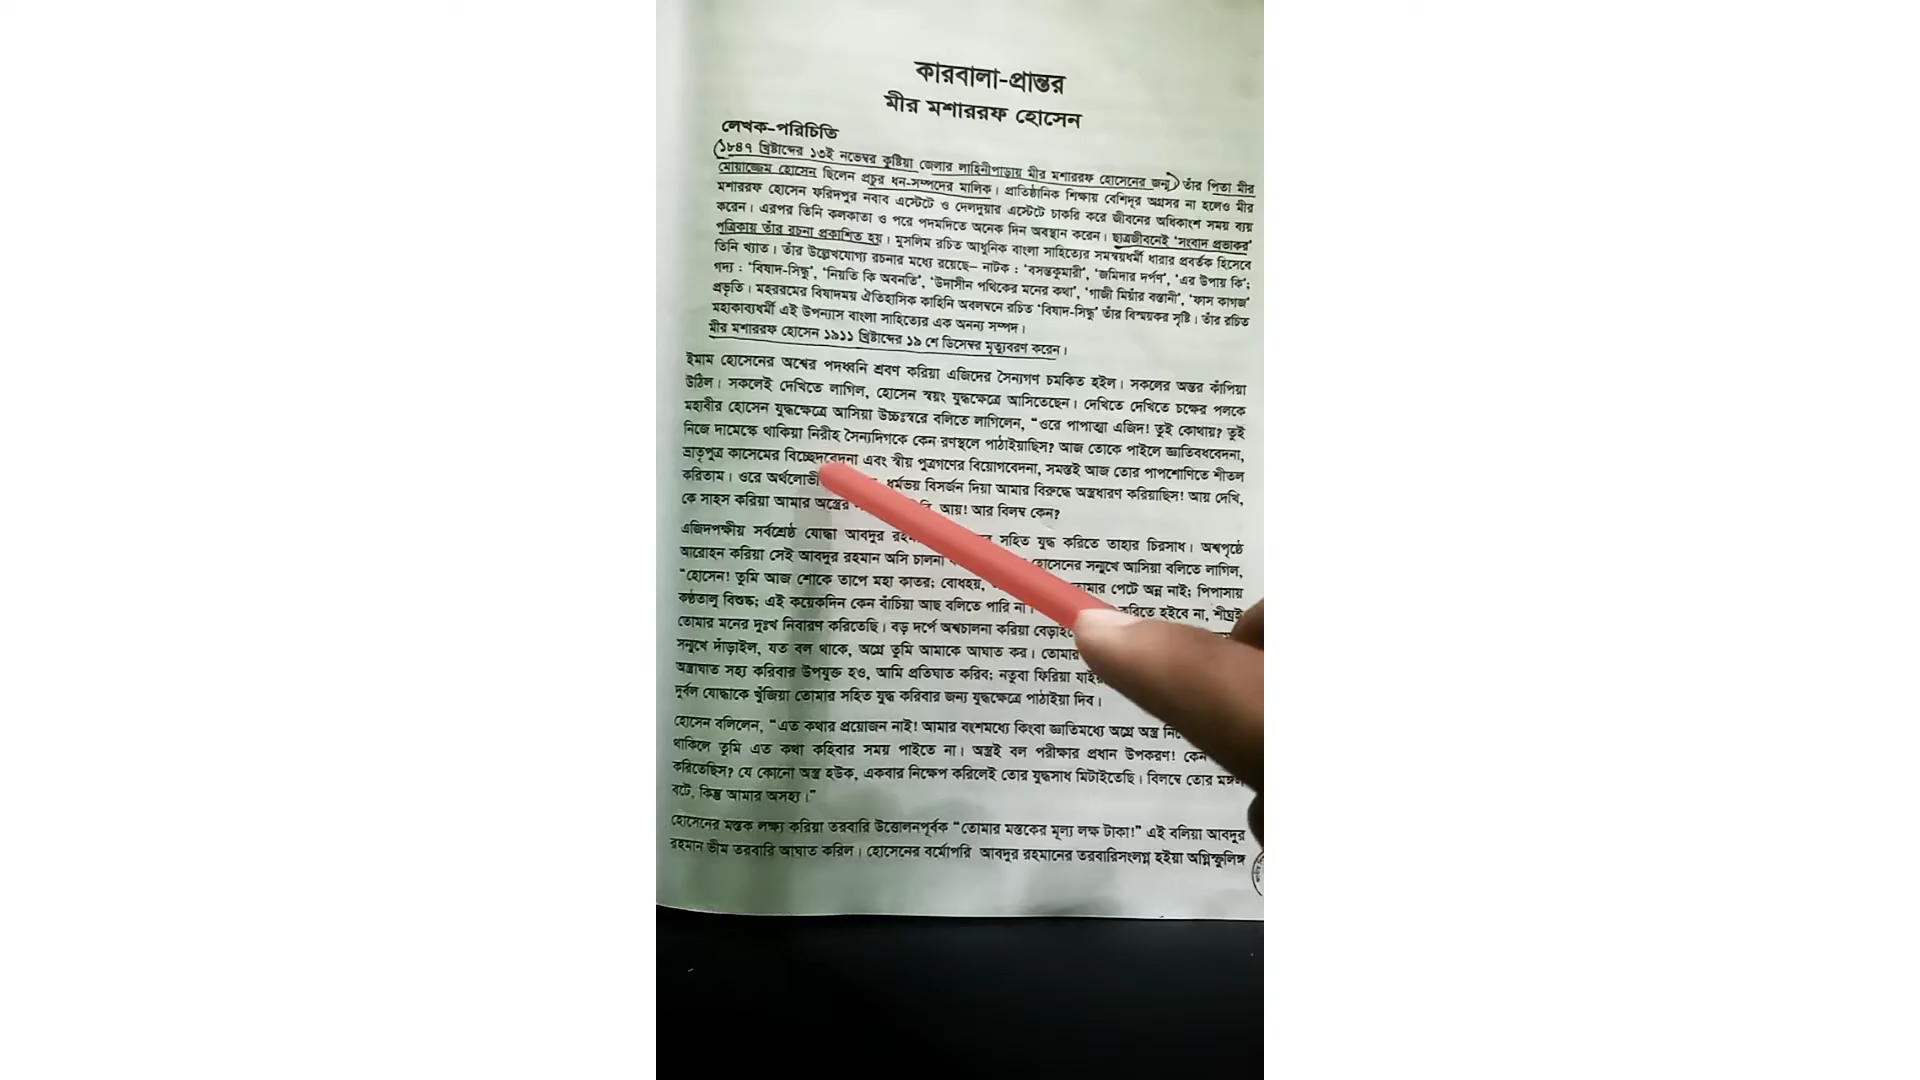 কারবালা-প্রান্তর
মীর মশাররফ হোসেন
লেখক-পরিচিতি
১৮৪৭ খ্রিষ্টাব্দের ১৩ই নভেম্বর কুষ্টিয়া জেলার লাহিনীপাড়ায় মীর মশাররফ হোসেনের জন্ম। তাঁর পিতা মীর
মোয়াজ্জেম হোসেন ছিলেন প্রচুর ধন-সম্পদের মালিক। প্রাতিষ্ঠানিক শিক্ষায় বেশিদূর অগ্রসর না হলেও মীর
মশাররফ হোসেন ফরিদপুর নবাব এস্টেটে ও দেলদুয়ার এস্টেটে চাকরি করে জীবনের অধিকাংশ সময় ব্যয়
করেন। এরপর তিনি কলকাতা ও পরে পদমদিতে অনেক দিন অবস্থান করেন। ছাত্রজীবনেই ‘সংবাদ প্রভাকর’
পত্রিকায় তাঁর রচনা প্রকাশিত হয়। মুসলিম রচিত আধুনিক বাংলা সাহিত্যের সমন্বয়ধর্মী ধারার প্রবর্তক হিসেবে
তিনি খ্যাত। তাঁর উল্লেখযোগ্য রচনার মধ্যে রয়েছে– নাটক : ‘বসন্তকুমারী’, ‘জমিদার দর্পণ’, ‘এর উপায় কি’;
গদ্য : ‘বিষাদ-সিন্ধু’, ‘নিয়তি কি অবনতি’, ‘উদাসীন পথিকের মনের কথা’, ‘গাজী মিয়াঁর বস্তানী’, ‘ফাস কাগজ’
প্রভৃতি। মহররমের বিষাদময় ঐতিহাসিক কাহিনি অবলম্বনে রচিত ‘বিষাদ-সিন্ধু’ তাঁর বিস্ময়কর সৃষ্টি। তাঁর রচিত
মহাকাব্যধর্মী এই উপন্যাস বাংলা সাহিত্যের এক অনন্য সম্পদ।
মীর মশাররফ হোসেন ১৯১১ খ্রিষ্টাব্দের ১৯ শে ডিসেম্বর মৃত্যুবরণ করেন।
ইমাম হোসেনের অশ্বের পদধ্বনি শ্রবণ করিয়া এজিদের সৈন্যগণ চমকিত হইল। সকলের অন্তর কাঁপিয়া
উঠিল। সকলেই দেখিতে লাগিল, হোসেন স্বয়ং যুদ্ধক্ষেত্রে আসিতেছেন। দেখিতে দেখিতে চক্ষের পলকে
মহাবীর হোসেন যুদ্ধক্ষেত্রে আসিয়া উচ্চঃস্বরে বলিতে লাগিলেন, “ওরে পাপাত্মা এজিদ! তুই কোথায়? তুই
নিজে দামেস্কে থাকিয়া নিরীহ সৈন্যদিগকে কেন রণস্থলে পাঠাইয়াছিস? আজ তোকে পাইলে জ্ঞাতিবধবেদনা,
ভ্রাতৃপুত্র কাসেমের বিচ্ছেদবেদনা এবং স্বীয় পুত্রগণের বিয়োগবেদনা, সমস্তই আজ তোর পাপশোণিতে শীতল
করিতাম। ওরে অর্থলোভী ধর্মভয় বিসর্জন দিয়া আমার বিরুদ্ধে অস্ত্রধারণ করিয়াছিস! আয় দেখি,
কে সাহস করিয়া আমার অস্ত্রের আয়! আর বিলম্ব কেন?
এজিদপক্ষীয় সর্বশ্রেষ্ঠ যোদ্ধা আবদুর সহিত যুদ্ধ করিতে তাহার চিরসাধ। অশ্বপৃষ্ঠে
আরোহন করিয়া সেই আবদুর রহমান অসি চালনা হোসেনের সন্মুখে আসিয়া বলিতে লাগিল,
“হোসেন! তুমি আজ শোকে তাপে মহা কাতর; বোধহয়, পেটে অন্ন নাই; পিপাসায়
কণ্ঠতালু বিশুষ্ক; এই কয়েকদিন কেন বাঁচিয়া আছ বলিতে পারি না। করিতে হইবে না, শীঘ্রই
তোমার মনের দুঃখ নিবারণ করিতেছি। বড় দর্পে অশ্বচালনা করিয়া
সন্মুখে দাঁড়াইল, যত বল থাকে, অগ্রে তুমি আমাকে আঘাত কর। তোমার
অস্ত্রাঘাত সহ্য করিবার উপযুক্ত হও, আমি প্রতিঘাত করিব; নতুবা ফিরিয়া
দুর্বল যোদ্ধাকে খুঁজিয়া তোমার সহিত যুদ্ধ করিবার জন্য যুদ্ধক্ষেত্রে পাঠাইয়া দিব।
হোসেন বলিলেন, “এত কথার প্রয়োজন নাই! আমার বংশমধ্যে কিংবা জ্ঞাতিমধ্যে অগ্রে অস্ত্র
থাকিলে তুমি এত কথা কহিবার সময় পাইতে না। অস্ত্রই বল পরীক্ষার প্রধান উপকরণ! কেন
করিতেছিস? যে কোনো অস্ত্র হউক, একবার নিক্ষেপ করিলেই তোর যুদ্ধসাধ মিটাইতেছি। বিলম্বে তোর মঙ্গল
বটে, কিন্তু আমার অসহ্য।”
হোসেনের মস্তক লক্ষ্য করিয়া তরবারি উত্তোলনপূর্বক “তোমার মস্তকের মূল্য লক্ষ টাকা!” এই বলিয়া আবদুর
রহমান ভীম তরবারি আঘাত করিল। হোসেনের বর্মোপরি আবদুর রহমানের তরবারিসংলগ্ন হইয়া অগ্নিস্ফুলিঙ্গ